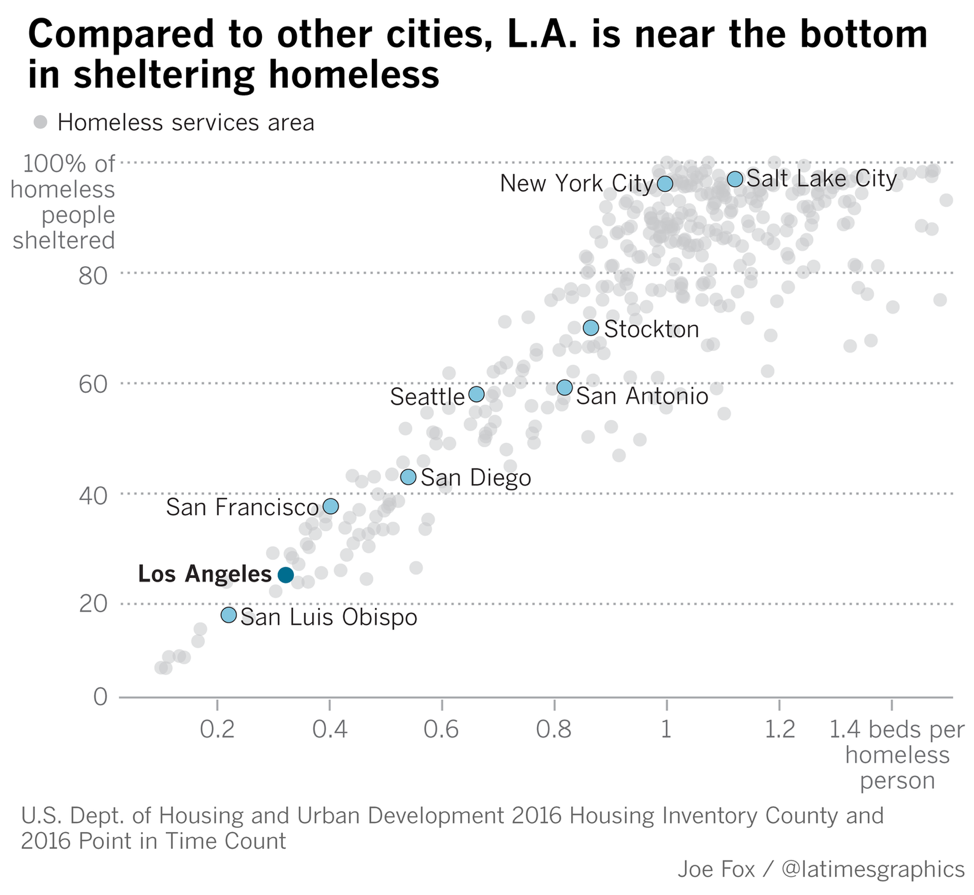 Compared to other cities, L.A. is near the bottom
in sheltering homeless
Homeless services area
100% of
homeless
people
sheltered
New York City
Salt Lake City
80
Stockton
60
Seattle
San Antonio
San Diego
40
San Francisco
Los Angeles
20
San Luis Obispo
0
0.2
0.4
0.6
0.8
1
1.2
1.4 beds per
homeless
person
U.S. Dept. of Housing and Urban Development 2016 Housing Inventory County and
2016 Point in Time Count
Joe Fox / @latimesgraphics